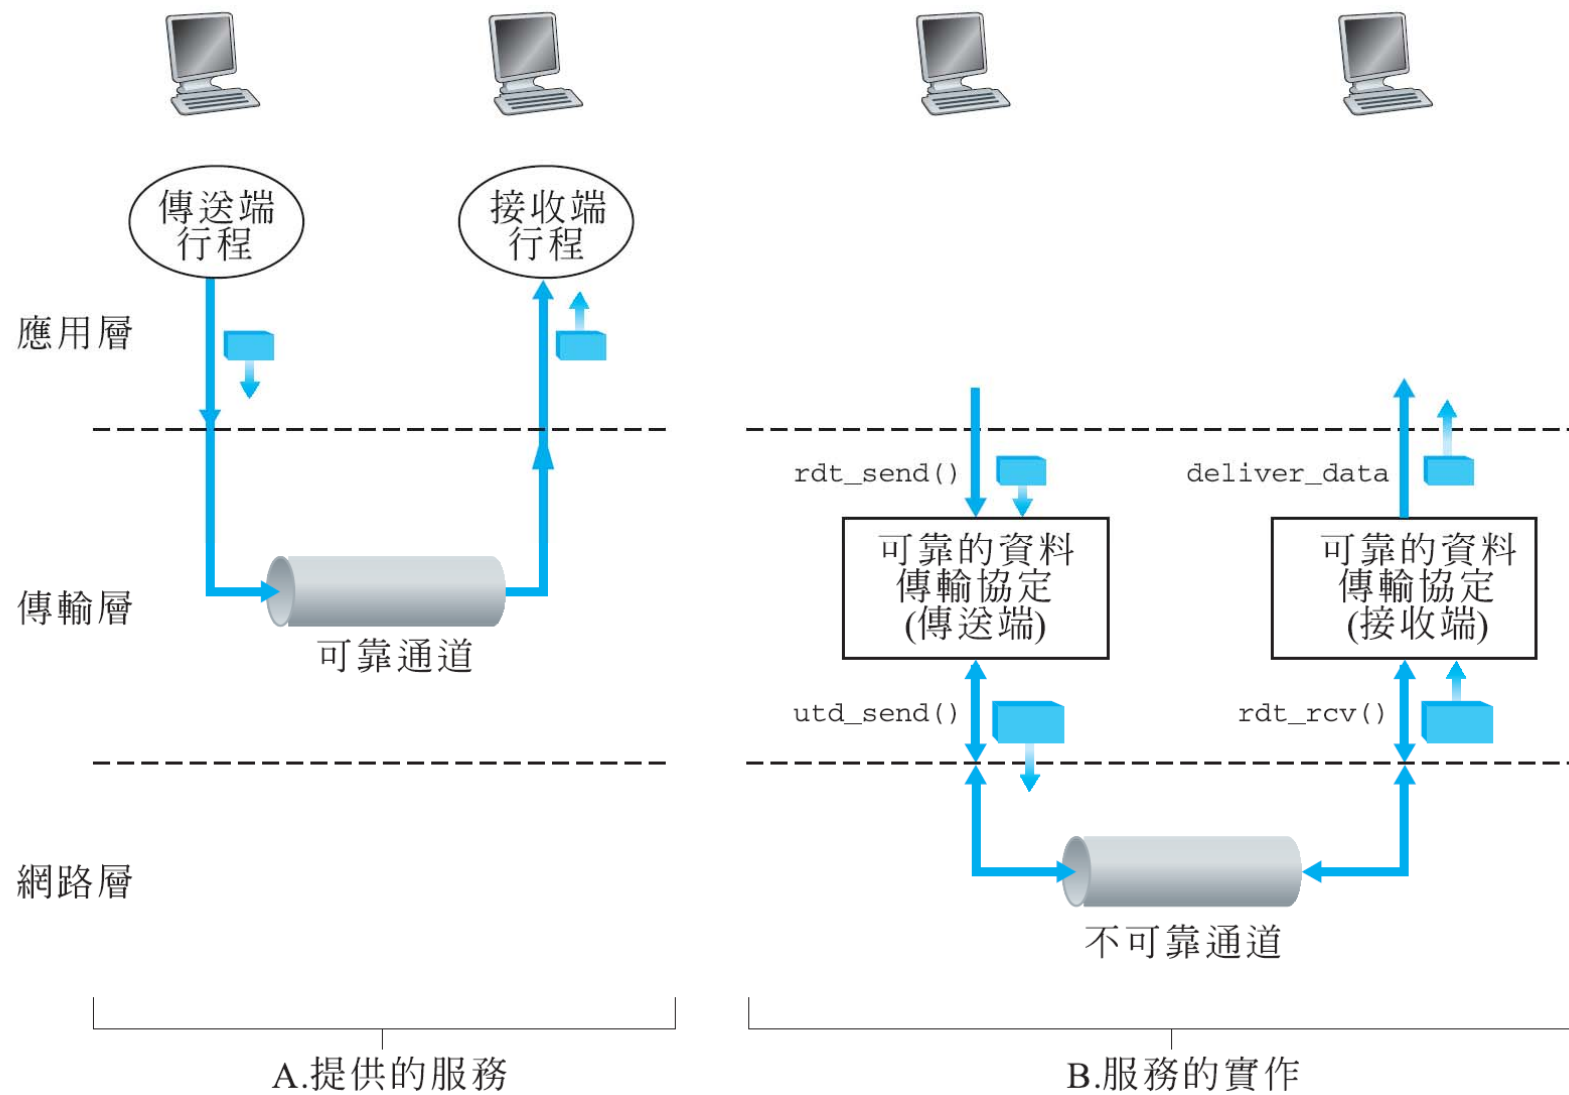 傳送端
行程
接收端
行程
應用層
rdt_send()
deliver_data
可靠的資料
傳輸協定
(傳送端)
可靠的資料
傳輸協定
(接收端)
傳輸層
可靠通道
utd_send()
rdt_rcv()
網路層
不可靠通道
A.提供的服務
B.服務的實作